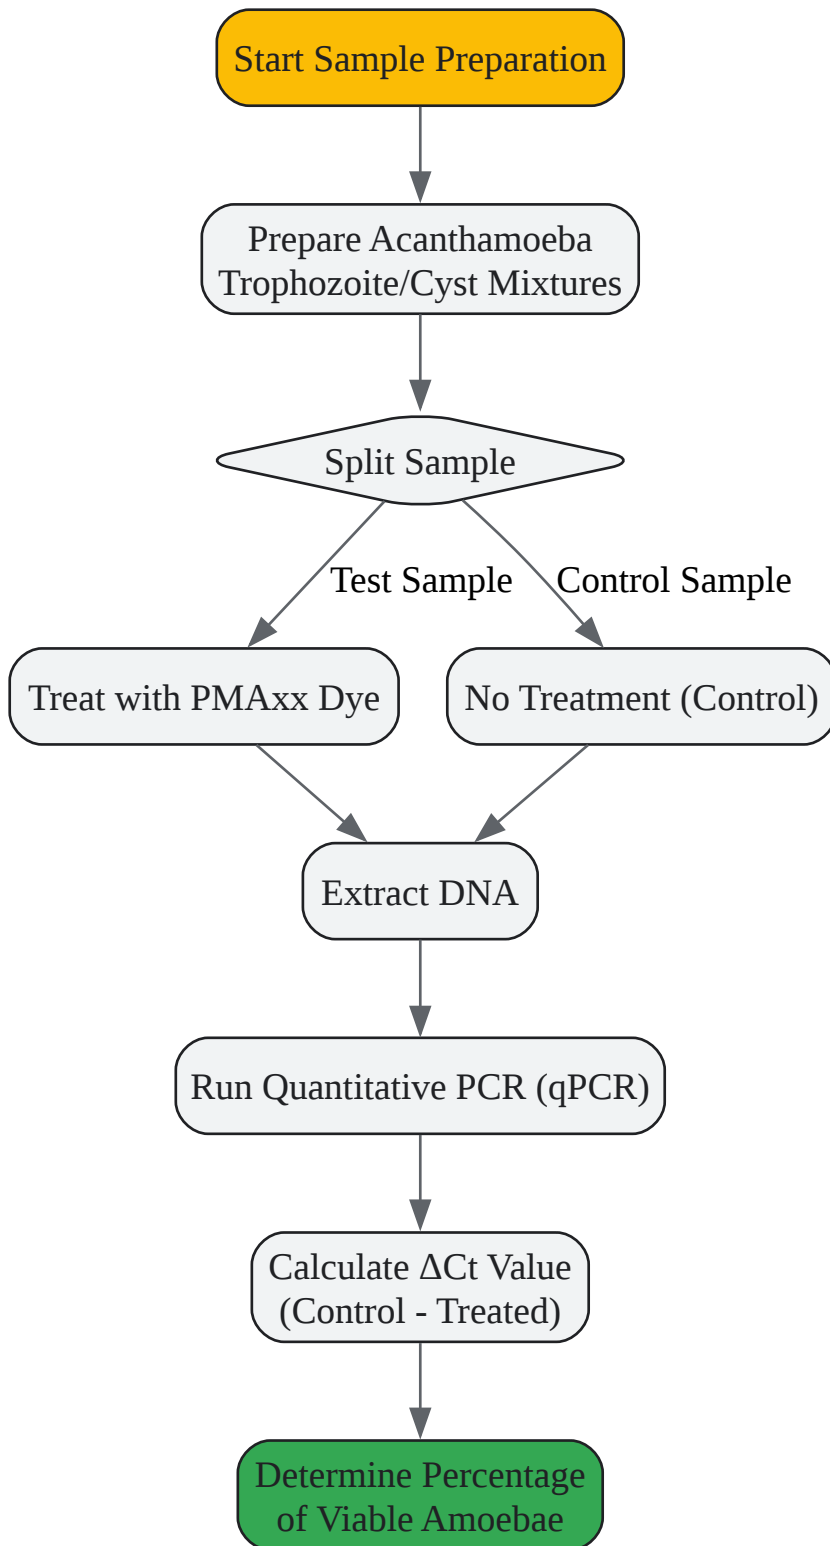 Start Sample Preparation
Prepare Acanthamoeba
Trophozoite/Cyst Mixtures
Split Sample
Test Sample
Control Sample
Treat with PMAxx Dye
No Treatment (Control)
Extract DNA
Run Quantitative PCR (qPCR)
Calculate ΔCt Value
(Control - Treated)
Determine Percentage
of Viable Amoebae